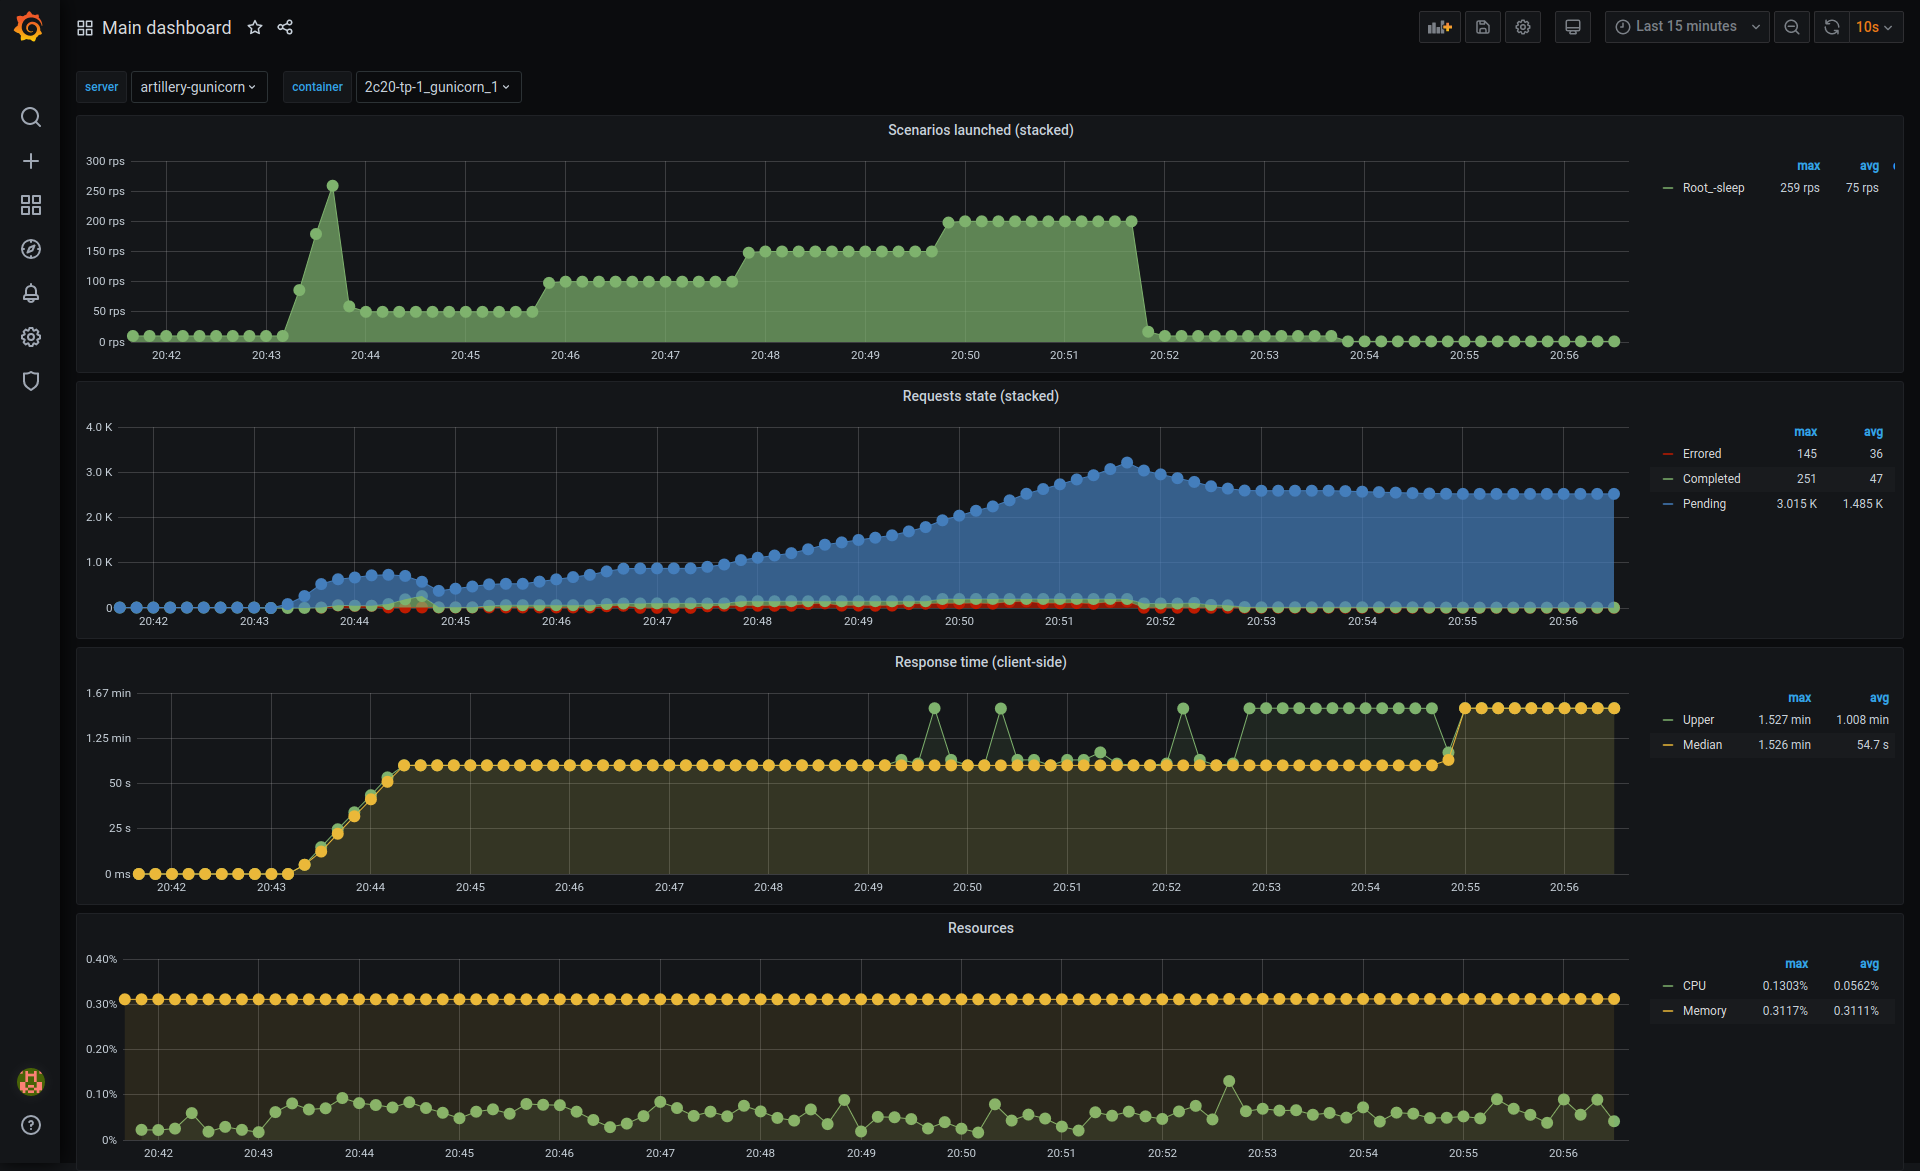 Main dashboard
Last 15 minutes
10s
server artillery-gunicorn container 2c20-tp-1_gunicorn_1
Scenarios launched (stacked)
300 rps
250 rps
200 rps
150 rps
100 rps
50 rps
0 rps
20:42 20:43 20:44 20:45 20:46 20:47 20:48 20:49 20:50 20:51 20:52 20:53 20:54 20:55 20:56
max avg
Root_-sleep 259 rps 75 rps
Requests state (stacked)
4.0 K
3.0 K
2.0 K
1.0 K
0
20:42 20:43 20:44 20:45 20:46 20:47 20:48 20:49 20:50 20:51 20:52 20:53 20:54 20:55 20:56
max avg
Errored 145 36
Completed 251 47
Pending 3.015 K 1.485 K
Response time (client-side)
1.67 min
1.25 min
50 s
25 s
0 ms
20:42 20:43 20:44 20:45 20:46 20:47 20:48 20:49 20:50 20:51 20:52 20:53 20:54 20:55 20:56
max avg
Upper 1.527 min 1.008 min
Median 1.526 min 54.7 s
Resources
0.40%
0.30%
0.20%
0.10%
0%
20:42 20:43 20:44 20:45 20:46 20:47 20:48 20:49 20:50 20:51 20:52 20:53 20:54 20:55 20:56
max avg
CPU 0.1303% 0.0562%
Memory 0.3117% 0.3111%